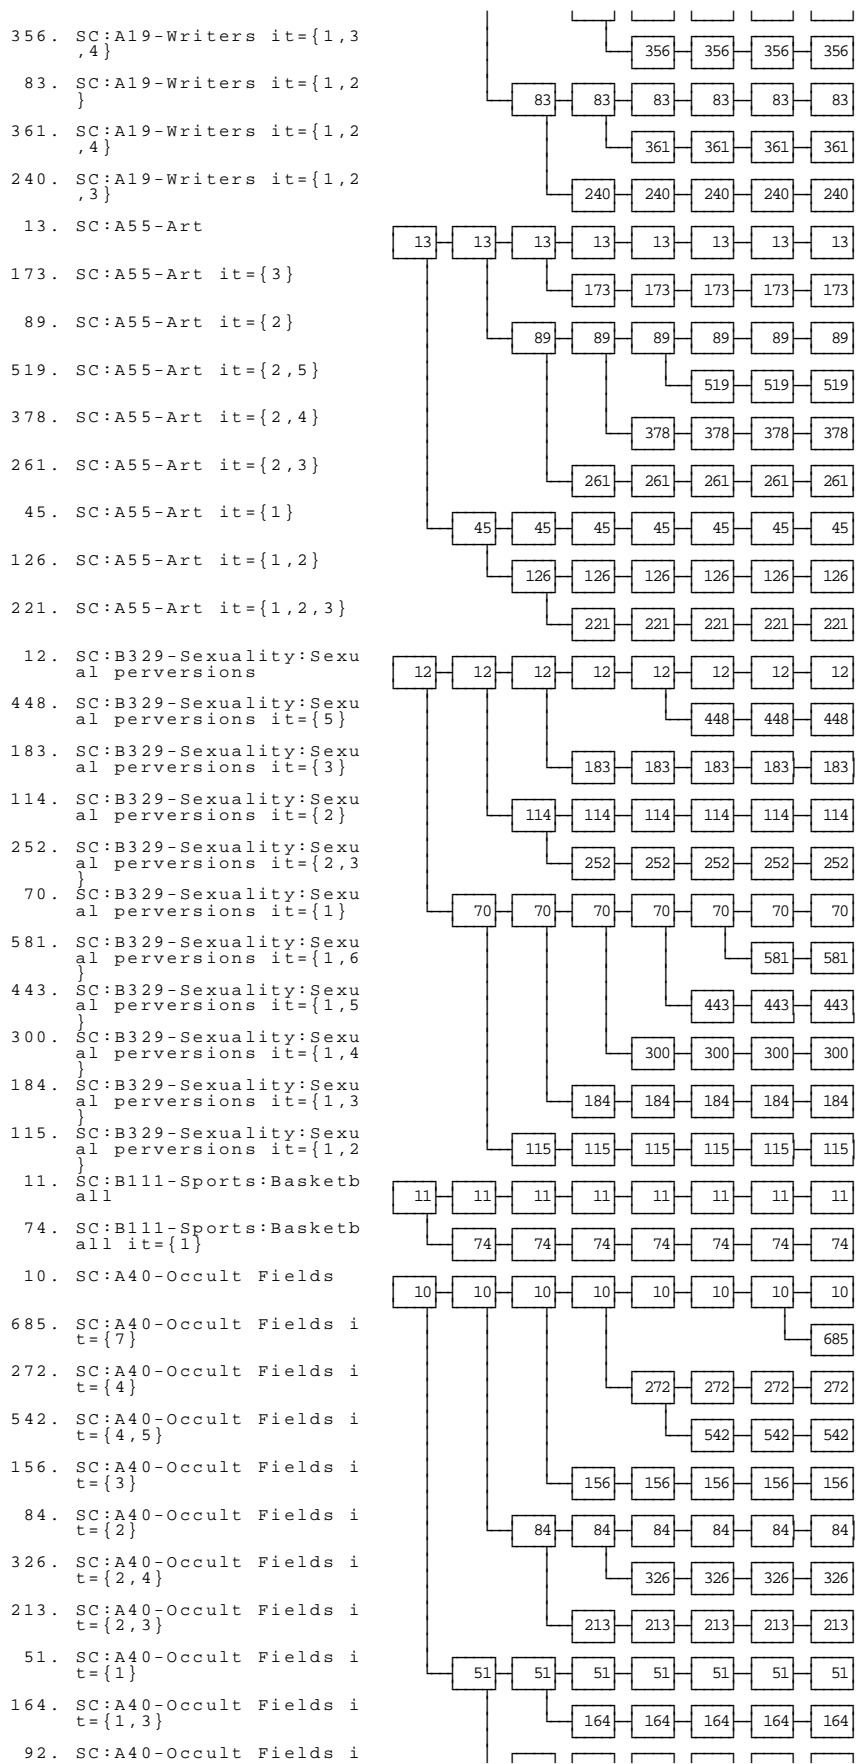 356. SC:A19-Writers it={1,3
,4}
356 356 356 356
83. SC:A19-Writers it={1,2
}
83 83 83 83 83 83
361. SC:A19-Writers it={1,2
,4}
361 361 361 361
240. SC:A19-Writers it={1,2
,3}
240 240 240 240 240
13. SC:A55-Art
13 13 13 13 13 13 13 13
173. SC:A55-Art it={3}
173 173 173 173 173
89. SC:A55-Art it={2}
89 89 89 89 89 89
519. SC:A55-Art it={2,5}
519 519 519
378. SC:A55-Art it={2,4}
378 378 378 378
261. SC:A55-Art it={2,3}
261 261 261 261 261
45. SC:A55-Art it={1}
45 45 45 45 45 45 45
126. SC:A55-Art it={1,2}
126 126 126 126 126 126
221. SC:A55-Art it={1,2,3}
221 221 221 221 221
12. SC:B329-Sexuality:Sexu
al perversions
12 12 12 12 12 12 12 12
448. SC:B329-Sexuality:Sexu
al perversions it={5}
448 448 448
183. SC:B329-Sexuality:Sexu
al perversions it={3}
183 183 183 183 183
114. SC:B329-Sexuality:Sexu
al perversions it={2}
114 114 114 114 114 114
252. SC:B329-Sexuality:Sexu
al perversions it={2,3
}
252 252 252 252 252
70. SC:B329-Sexuality:Sexu
al perversions it={1}
70 70 70 70 70 70 70
581. SC:B329-Sexuality:Sexu
al perversions it={1,6
}
581 581
443. SC:B329-Sexuality:Sexu
al perversions it={1,5
}
443 443 443
300. SC:B329-Sexuality:Sexu
al perversions it={1,4
}
300 300 300 300
184. SC:B329-Sexuality:Sexu
al perversions it={1,3
}
184 184 184 184 184
115. SC:B329-Sexuality:Sexu
al perversions it={1,2
}
115 115 115 115 115 115
11. SC:B111-Sports:Basketb
all
11 11 11 11 11 11 11 11
74. SC:B111-Sports:Basketb
all it={1}
74 74 74 74 74 74 74
10. SC:A40-Occult Fields
10 10 10 10 10 10 10 10
685. SC:A40-Occult Fields i
t={7}
685
272. SC:A40-Occult Fields i
t={4}
272 272 272 272
542. SC:A40-Occult Fields i
t={4,5}
542 542 542
156. SC:A40-Occult Fields i
t={3}
156 156 156 156 156
84. SC:A40-Occult Fields i
t={2}
84 84 84 84 84 84
326. SC:A40-Occult Fields i
t={2,4}
326 326 326 326
213. SC:A40-Occult Fields i
t={2,3}
213 213 213 213 213
51. SC:A40-Occult Fields i
t={1}
51 51 51 51 51 51 51
164. SC:A40-Occult Fields i
t={1,3}
164 164 164 164 164
92. SC:A40-Occult Fields i